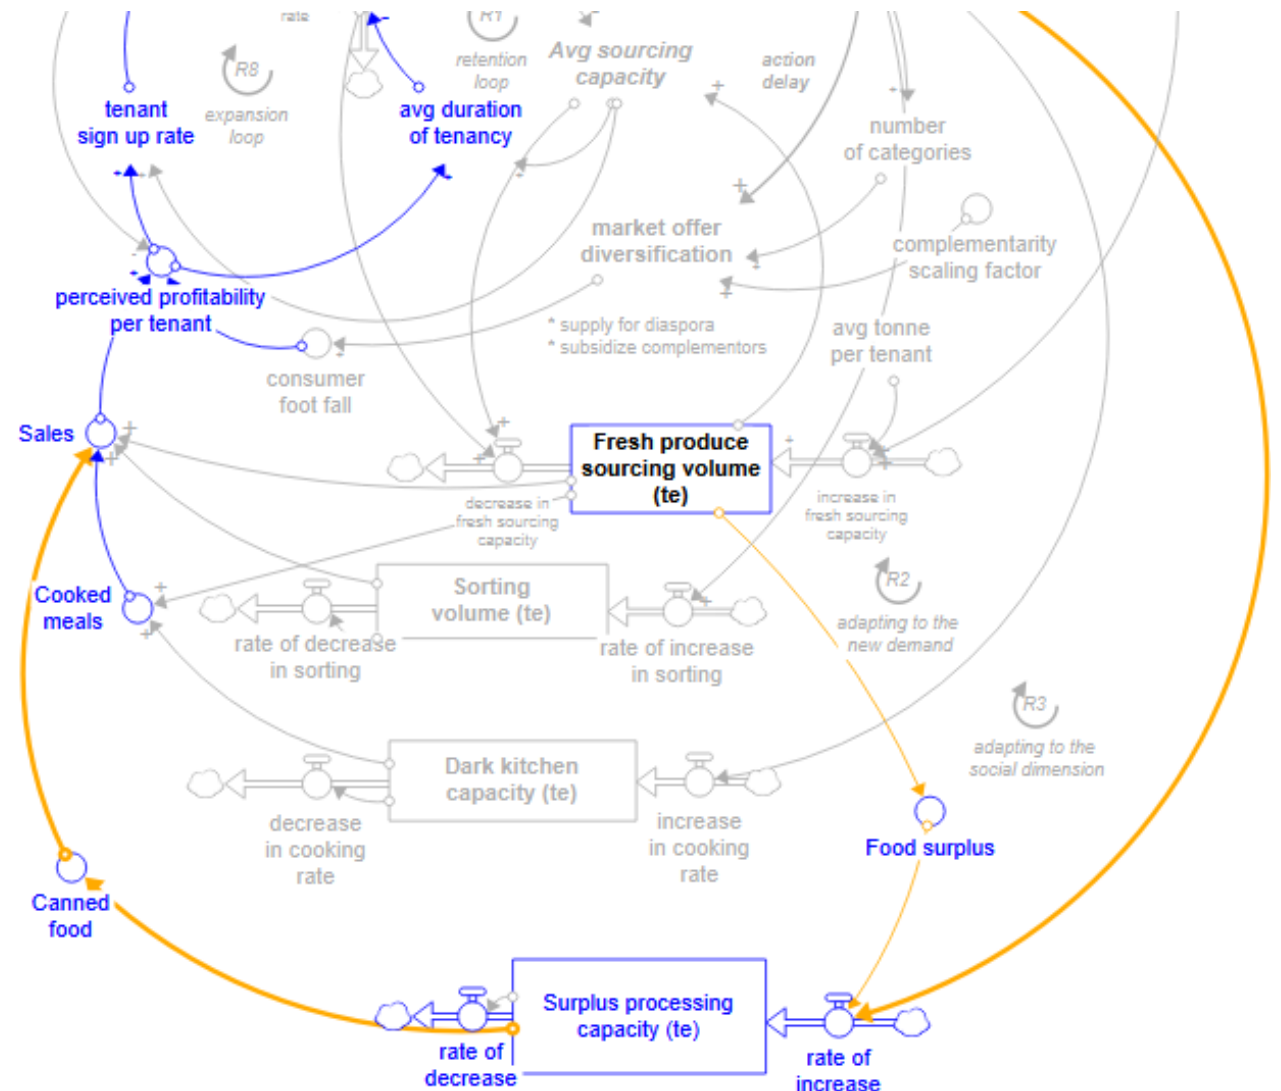 rate
R1
Avg sourcing
capacity
action
delay
R8
retention
loop
expansion
loop
tenant
sign up rate
avg duration
of tenancy
number
of categories
market offer
diversification
complementarity
scaling factor
perceived profitability
per tenant
* supply for diaspora
* subsidize complementors
avg tonne
per tenant
consumer
foot fall
Sales
Fresh produce
sourcing volume
(te)
decrease in
fresh sourcing
capacity
increase in
fresh sourcing
capacity
Cooked
meals
Sorting
volume (te)
R2
adapting to the
new demand
rate of decrease
in sorting
rate of increase
in sorting
R3
adapting to the
social dimension
Dark kitchen
capacity (te)
decrease
in cooking
rate
increase
in cooking
rate
Food surplus
Canned
food
Surplus processing
capacity (te)
rate of
decrease
rate of
increase